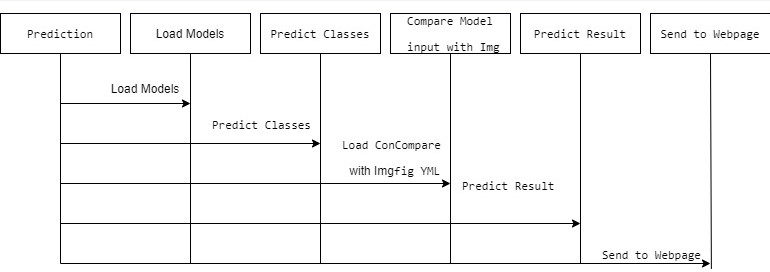 Prediction
Load Models
Predict Classes
Compare Model
input with Img
Predict Result
Send to Webpage
Load Models
Predict Classes
Load ConCompare
with Imgfig YML
Predict Result
Send to Webpage